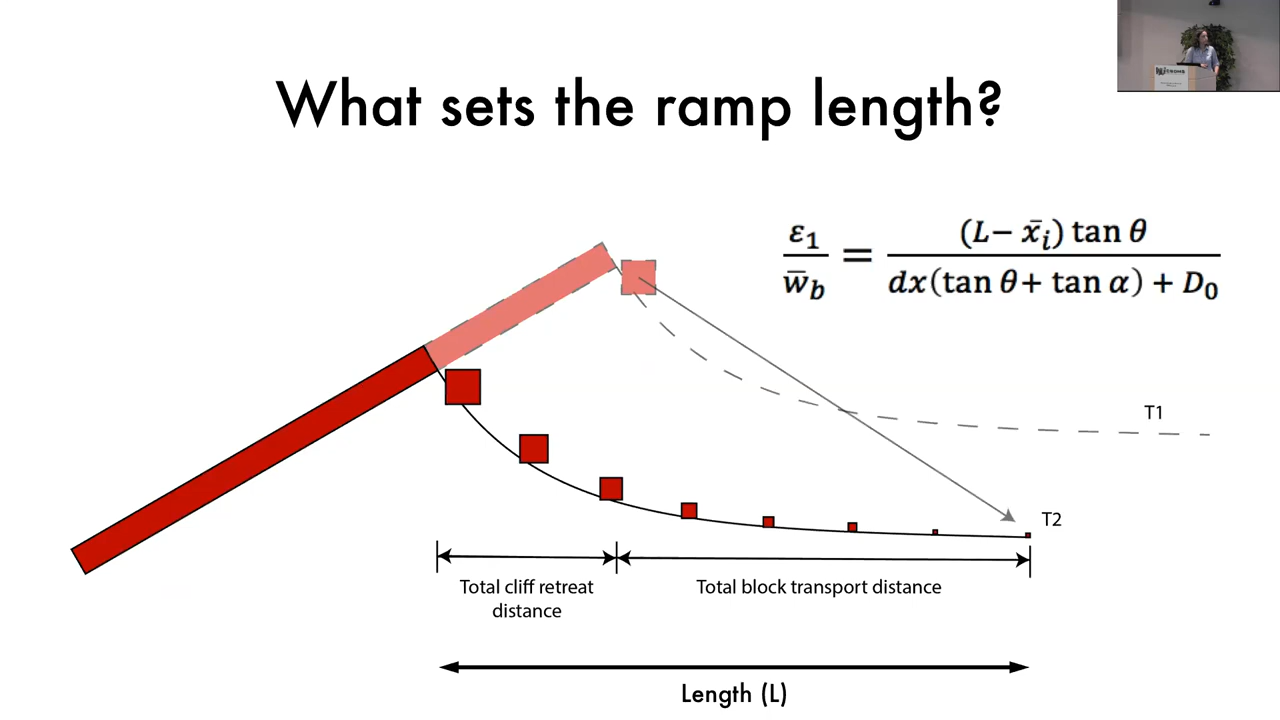 What sets the ramp length?
ε₁/w̄_b = (L− x̄_i) tan θ / dx(tan θ + tan α) + D₀
T1
T2
Total cliff retreat
distance
Total block transport distance
Length (L)